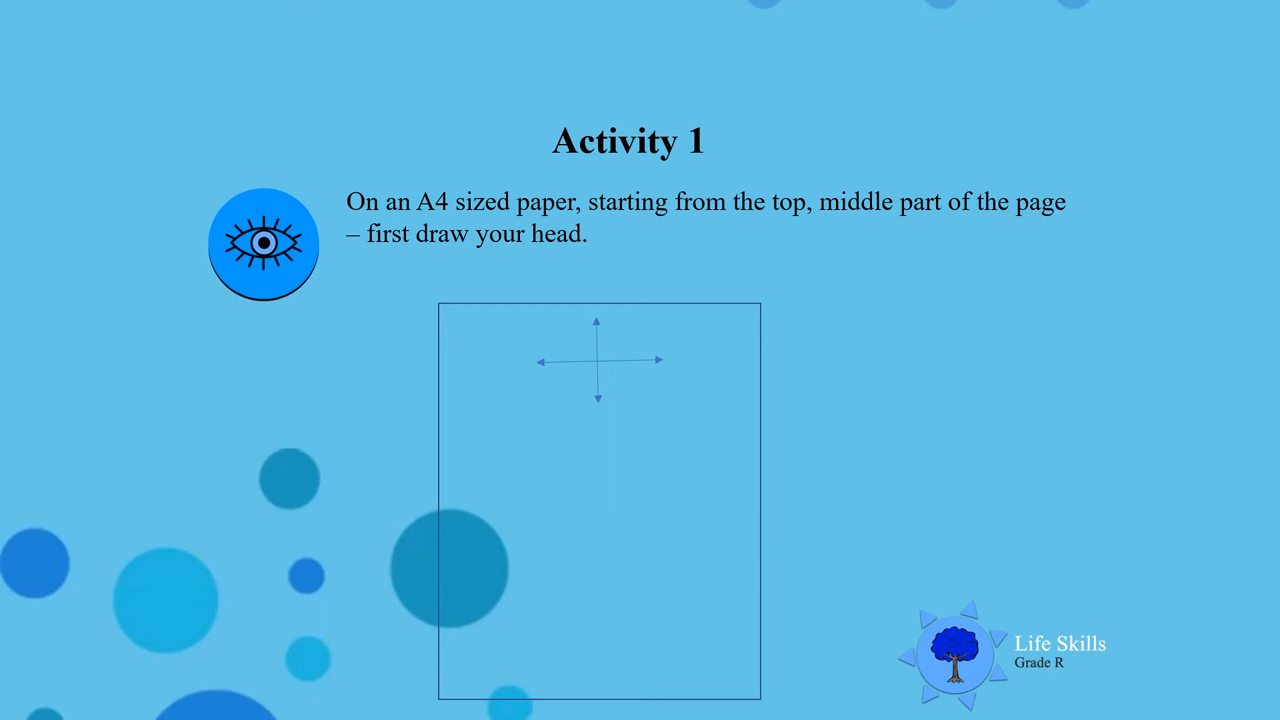 Activity 1
On an A4 sized paper, starting from the top, middle part of the page
– first draw your head.
Life Skills
Grade R